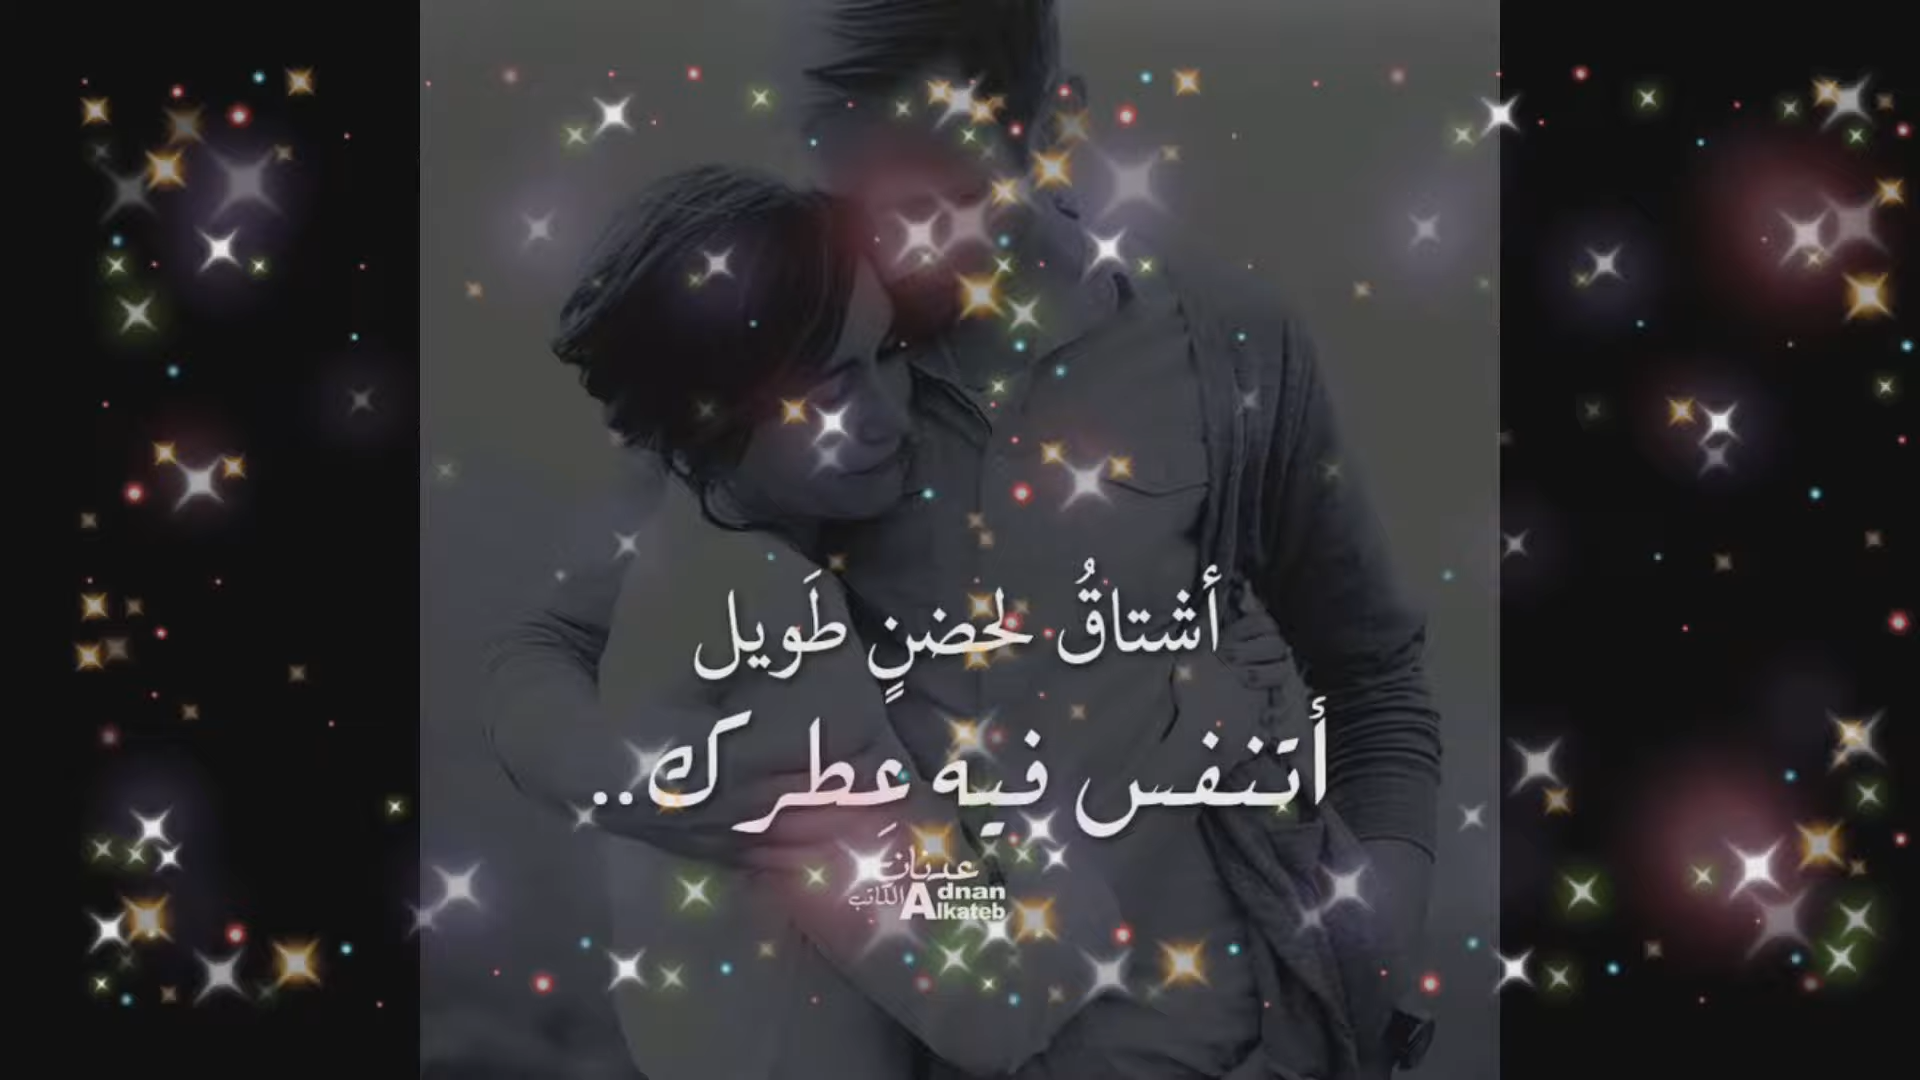 أشتاقُ لحضنٍ طَويل
أتنفس فيه عِطرك..
عدنان
الكاتب
Adnan
Alkateb